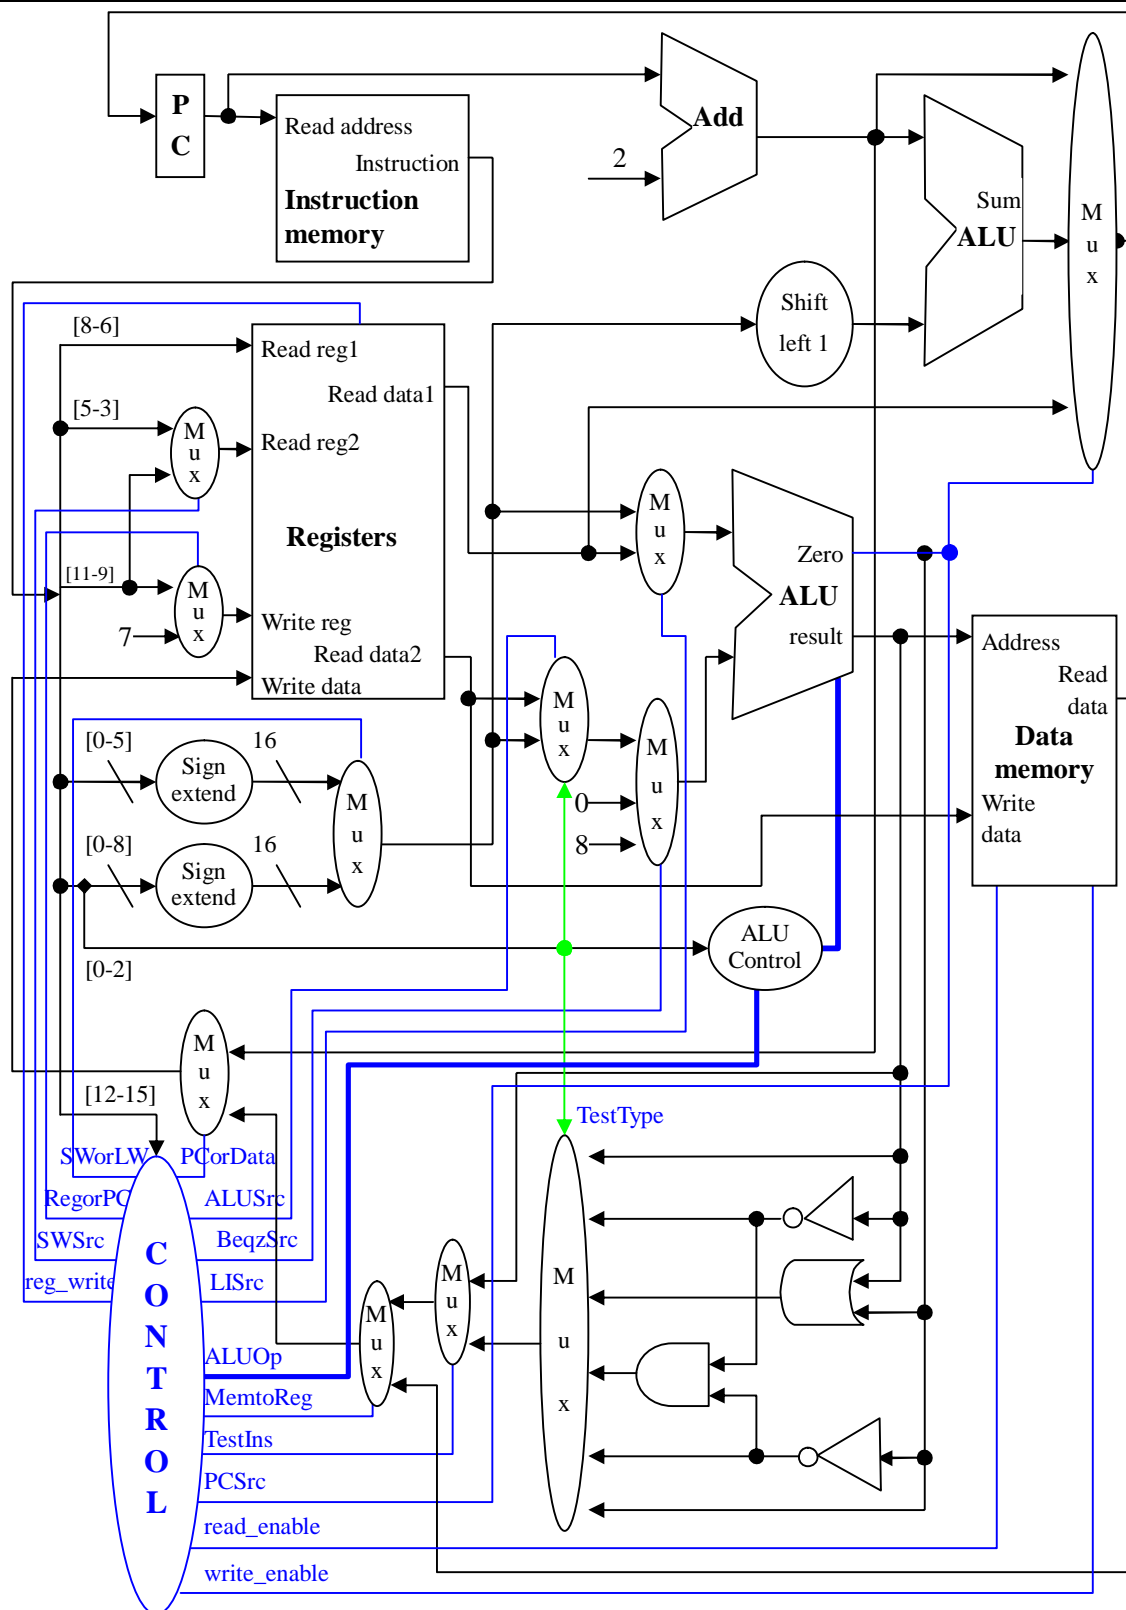 P
C
Read address
Instruction
Instruction
memory
Add
2
Sum
ALU
M
u
x
Shift
left 1
[8-6]
Read reg1
Read data1
[5-3]
M
u
x
Read reg2
Registers
[11-9]
M
u
x
7
Write reg
Read data2
Write data
M
u
x
Zero
ALU
result
Address
Read
data
Data
memory
Write
data
M
u
x
M
u
x
0
8
[0-5]
Sign
extend
16
M
u
x
[0-8]
Sign
extend
16
[0-2]
ALU
Control
M
u
x
[12-15]
TestType
SWorLW
PCorData
RegorPC
ALUSrc
SWSrc
BeqzSrc
reg_write
LISrc
C
O
N
T
R
O
L
ALUOp
MemtoReg
TestIns
PCSrc
read_enable
write_enable
M
u
x
M
u
x
M
u
x